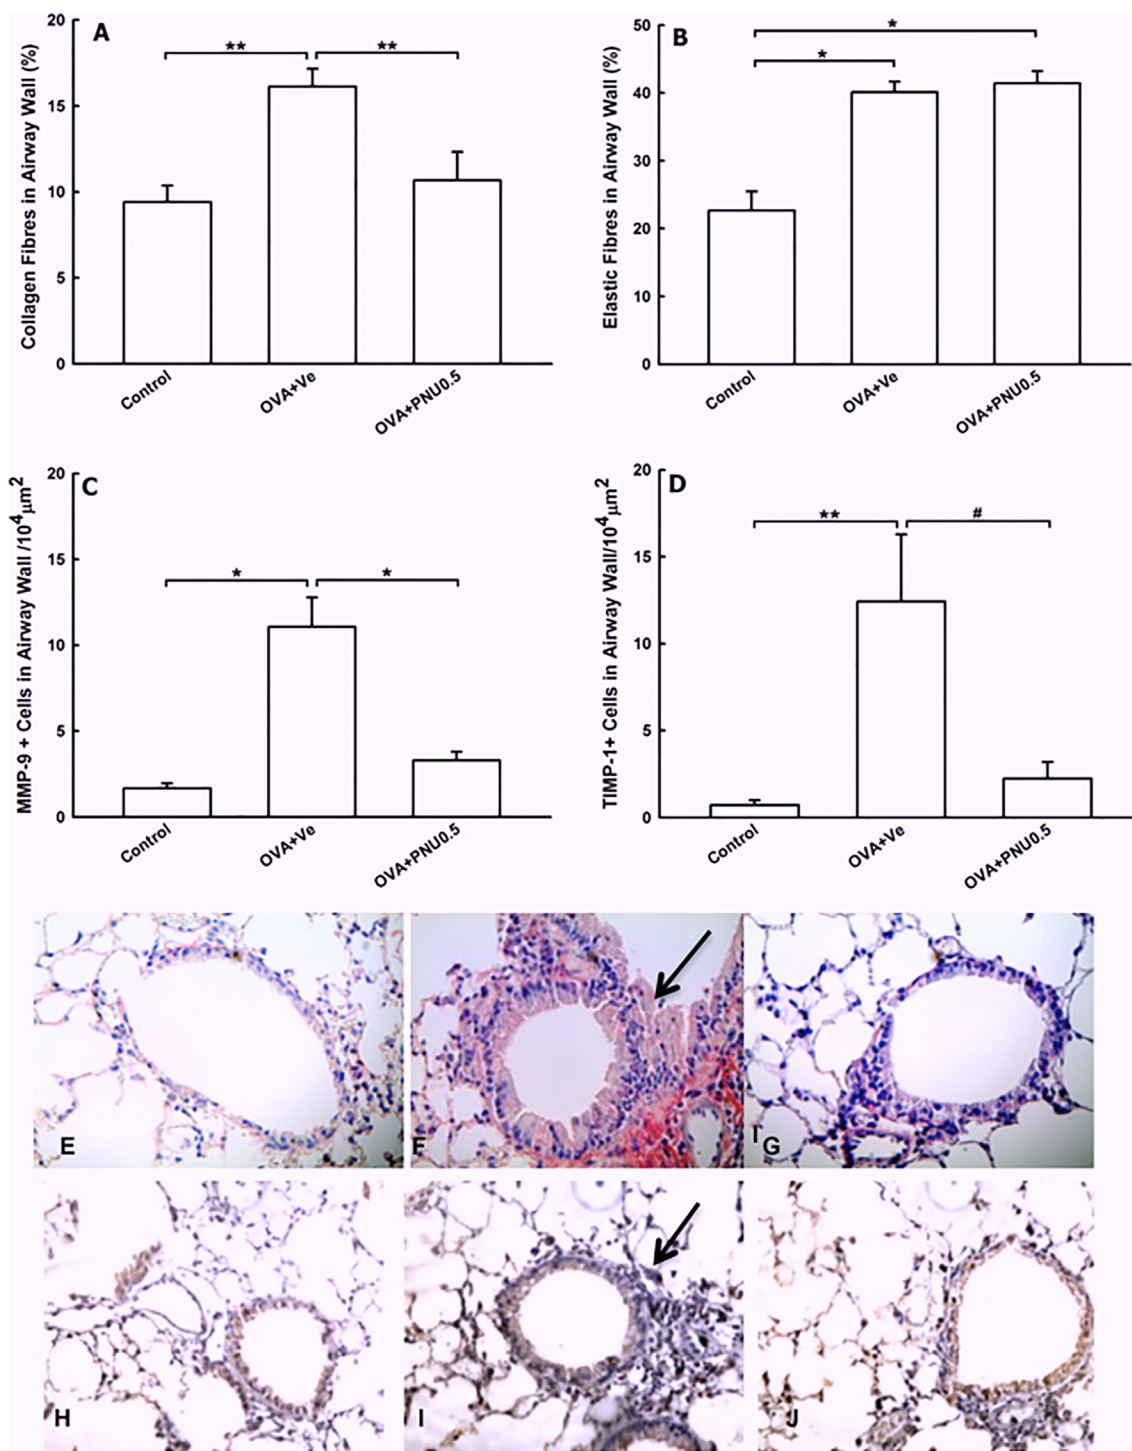 A
Collagen Fibres in Airway Wall (%)
20
15
10
5
0
**
**
Control
OVA+Ve
OVA+PNU0.5
B
Elastic Fibres in Airway Wall (%)
50
40
30
20
10
0
*
*
Control
OVA+Ve
OVA+PNU0.5
C
MMP-9 + Cells in Airway Wall /10⁴μm²
20
15
10
5
0
*
*
Control
OVA+Ve
OVA+PNU0.5
D
TIMP-1+ Cells in Airway Wall/10⁴μm²
20
15
10
5
0
**
#
Control
OVA+Ve
OVA+PNU0.5
E
F
G
H
I
J